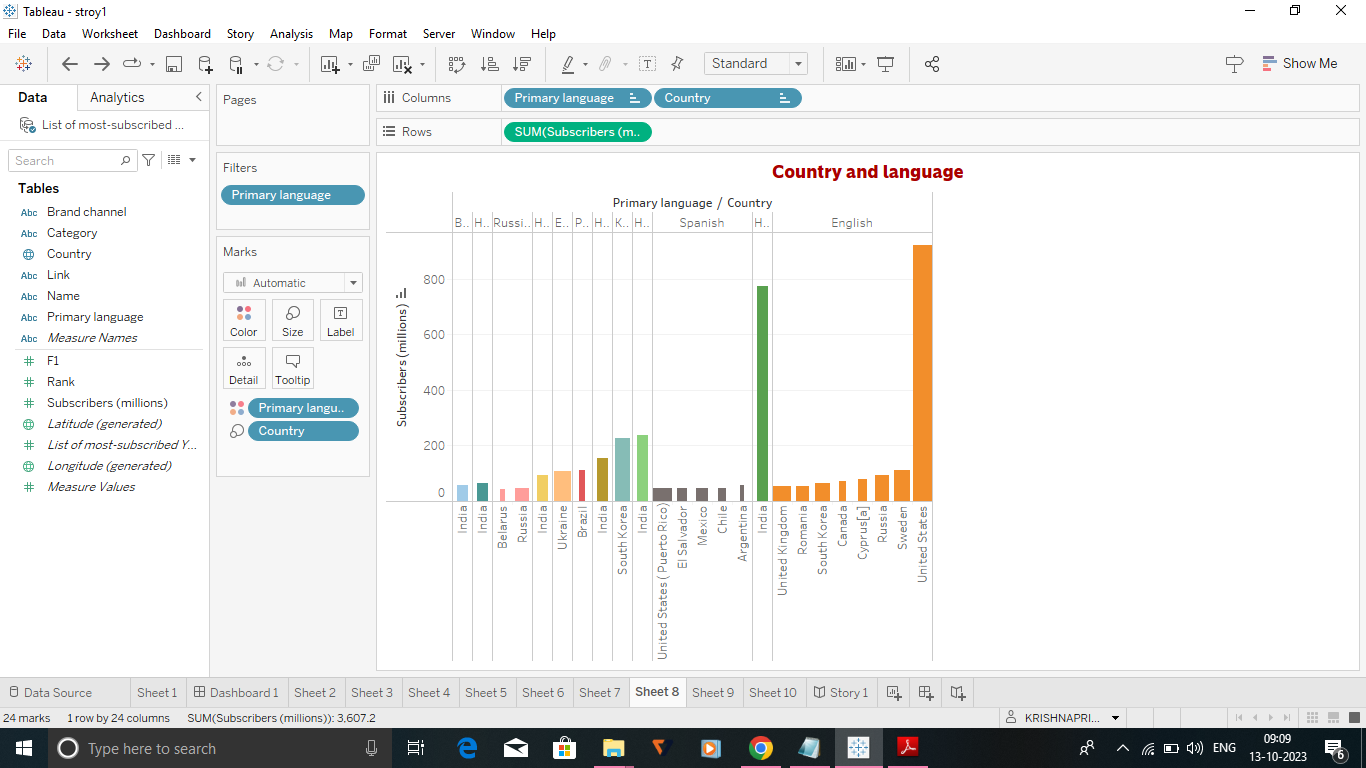 Tableau - stroy1
File Data Worksheet Dashboard Story Analysis Map Format Server Window Help
Standard
Show Me
Data Analytics
Pages
Columns Primary language Country
List of most-subscribed ...
Rows SUM(Subscribers (m..
Search
Filters
Primary language
Tables
Abc Brand channel
Abc Category
Country
Abc Link
Abc Name
Abc Primary language
Abc Measure Names
F1
Rank
Subscribers (millions)
Latitude (generated)
List of most-subscribed Y...
Longitude (generated)
Measure Values
Marks
Automatic
Color Size Label
Detail Tooltip
Primary langu..
Country
Country and language
Primary language / Country
B.. H.. Russi.. H.. E.. P.. H.. K.. H.. Spanish H.. English
Subscribers (millions)
800
600
400
200
0
India
India
Belarus
Russia
India
Ukraine
Brazil
India
South Korea
India
United States ( Puerto Rico)
El Salvador
Mexico
Chile
Argentina
India
United Kingdom
Romania
South Korea
Canada
Cyprus[a]
Russia
Sweden
United States
Data Source Sheet 1 Dashboard 1 Sheet 2 Sheet 3 Sheet 4 Sheet 5 Sheet 6 Sheet 7 Sheet 8 Sheet 9 Sheet 10 Story 1
24 marks 1 row by 24 columns SUM(Subscribers (millions)): 3,607.2 KRISHNAPRI...
Type here to search
ENG
09:09
13-10-2023
6